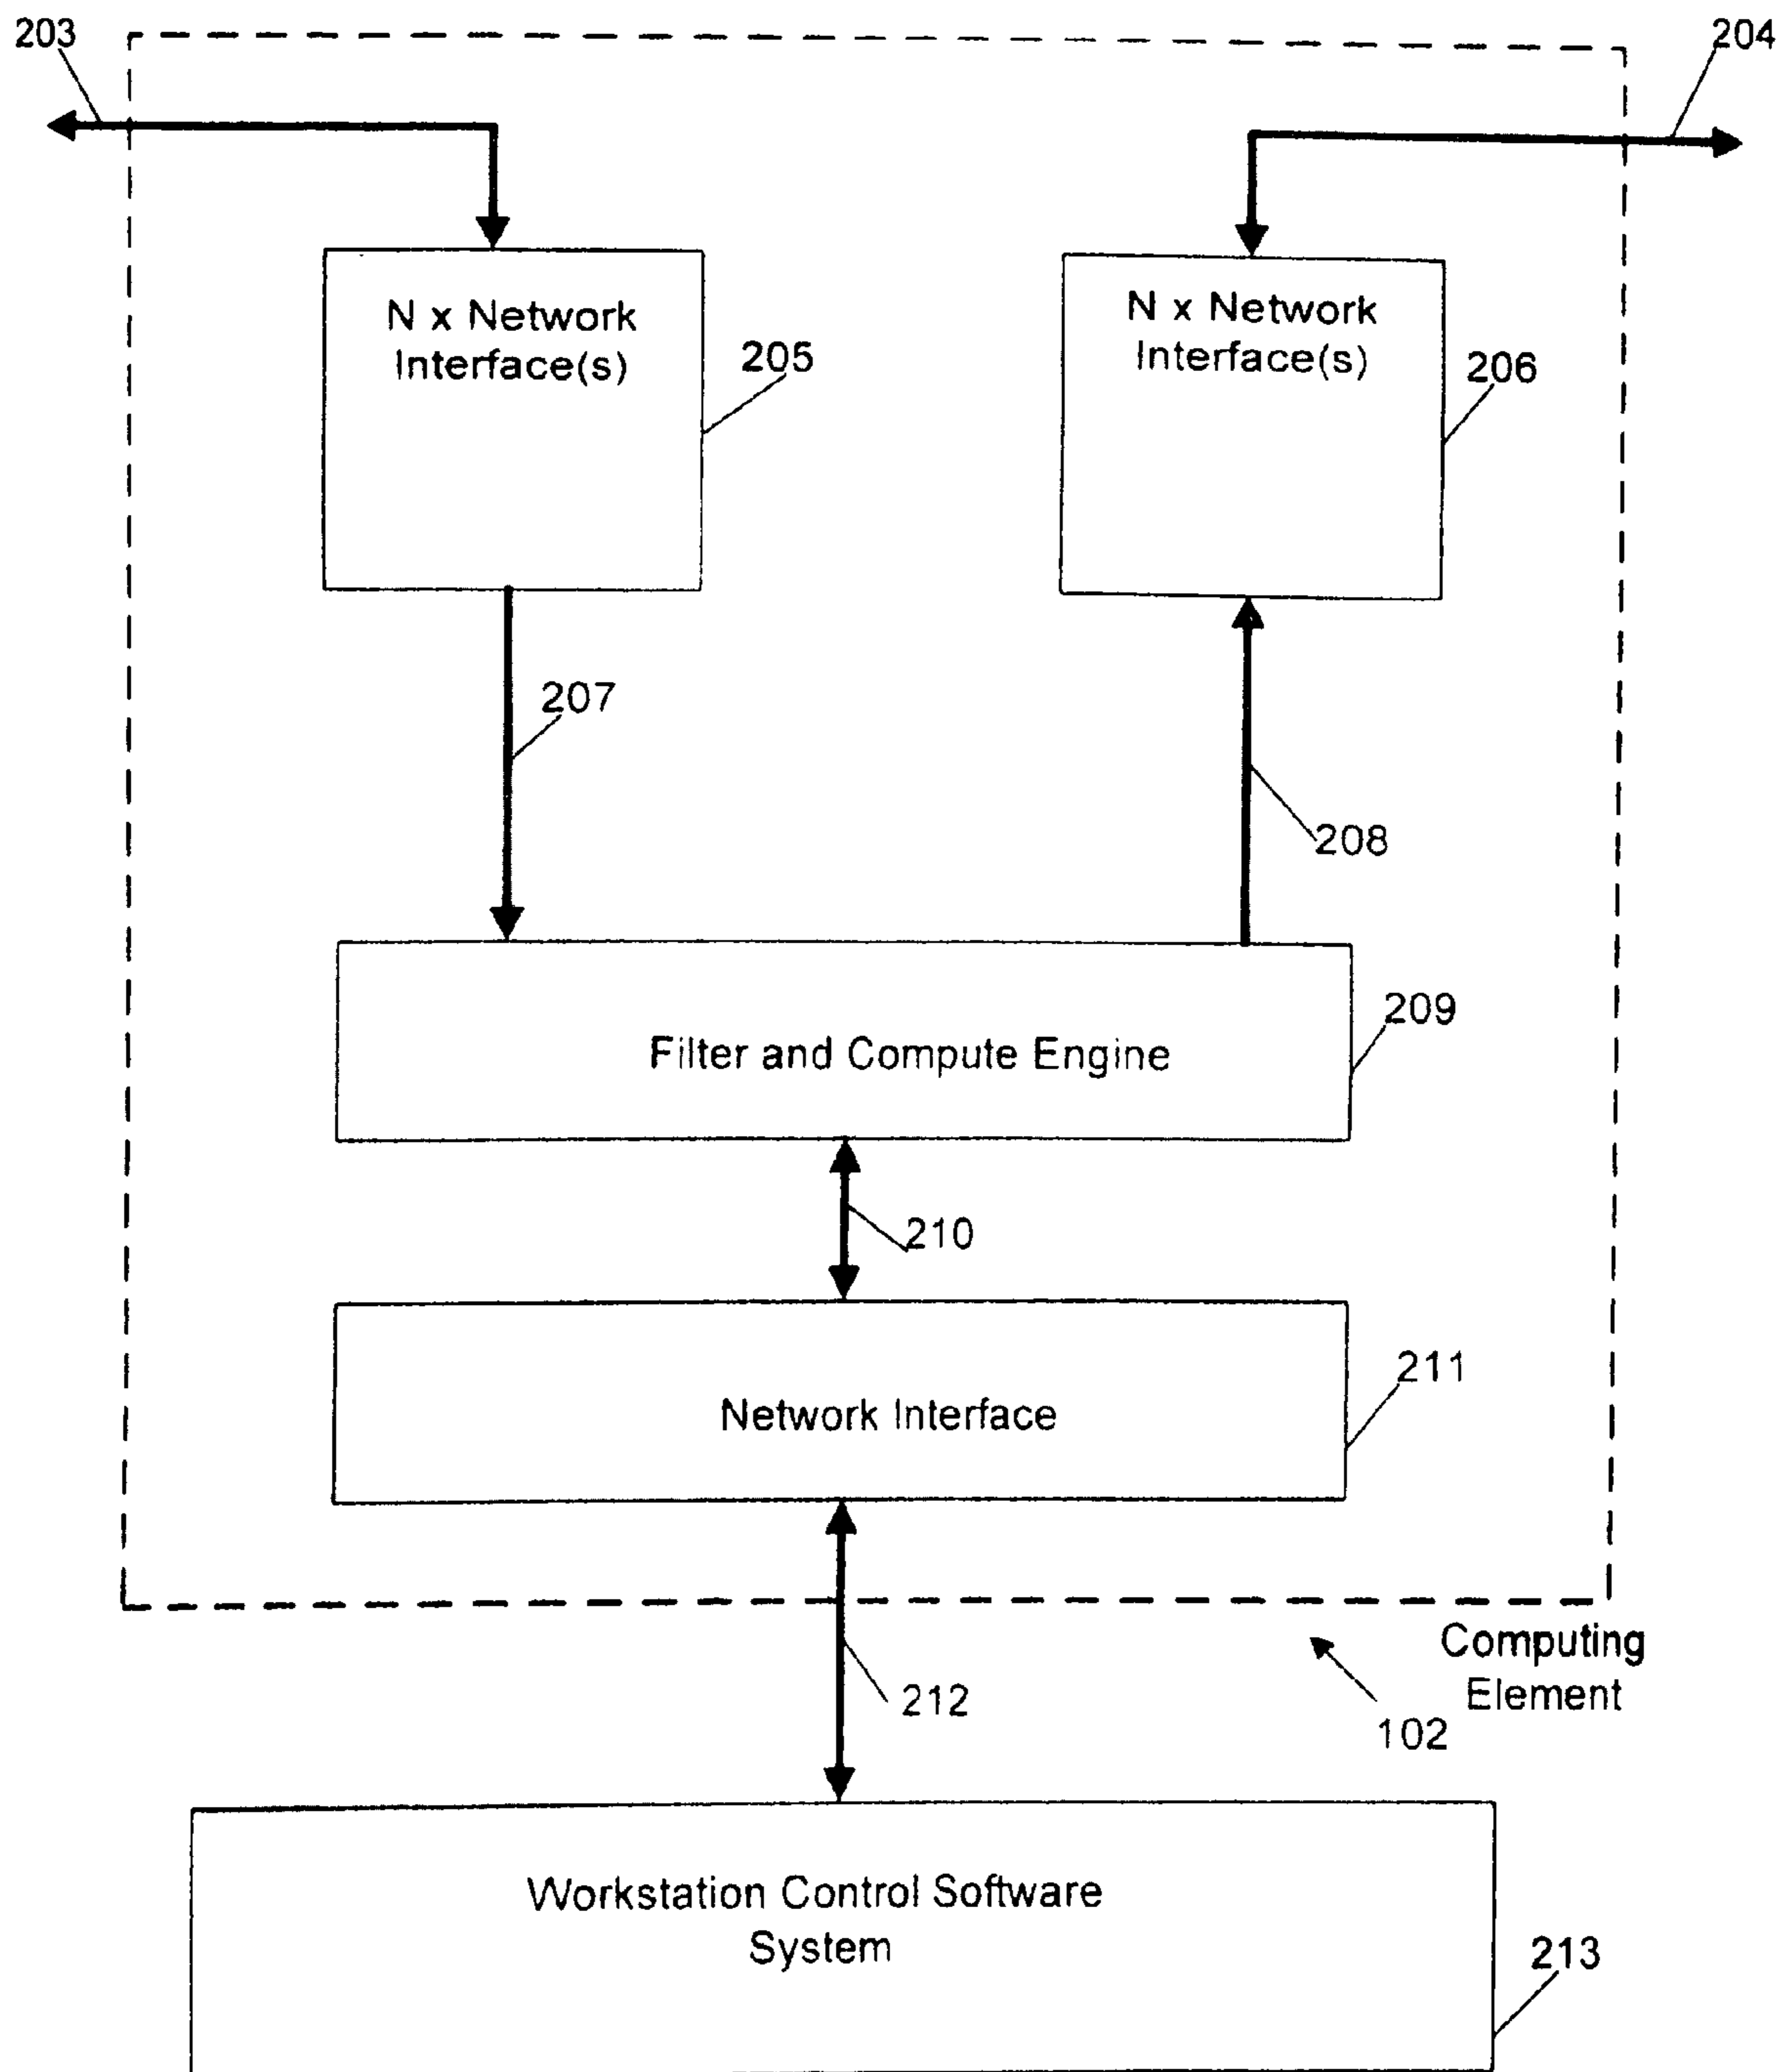 203
204
N x Network
Interface(s)
205
N x Network
Interface(s)
206
207
208
Filter and Compute Engine
209
210
Network Interface
211
Computing
Element
102
212
Workstation Control Software
System
213